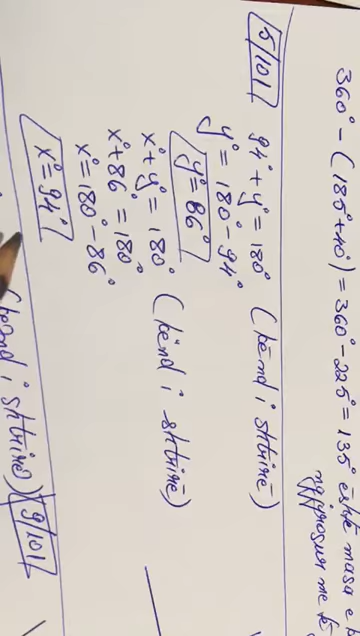 360° - (185°+40°) = 360° - 225° = 135° është masa e
me
5/101
94° + y° = 180° (kënd i shtrirë)
y° = 180° - 94°
y° = 86°
x° + y° = 180° (kënd i shtrirë)
x° + 86° = 180°
x° = 180° - 86°
x° = 94°
(kënd i shtrirë) 9/101